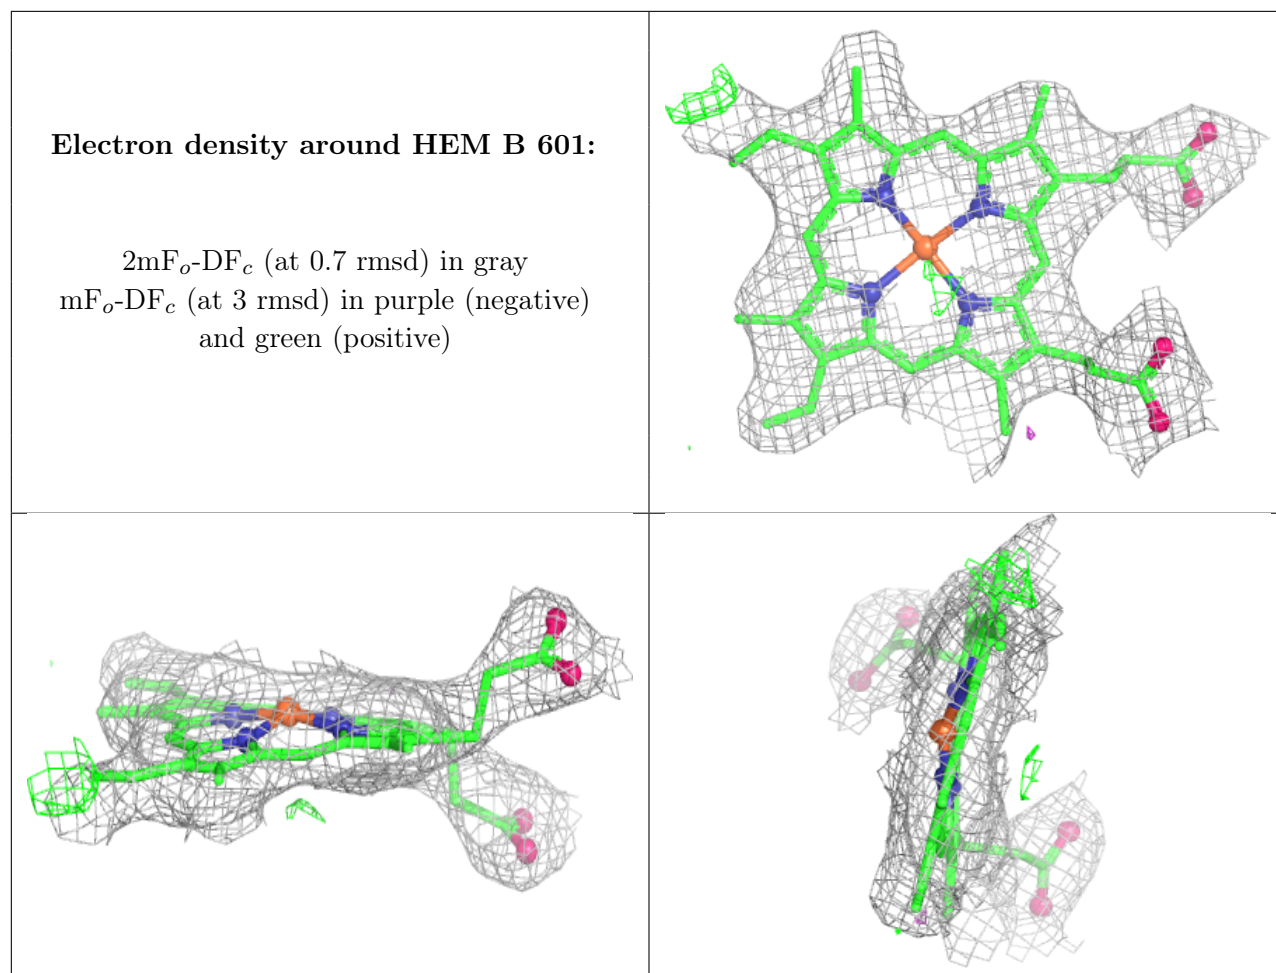 Electron density around HEM B 601:
2mFo-DFc (at 0.7 rmsd) in gray
mFo-DFc (at 3 rmsd) in purple (negative)
and green (positive)